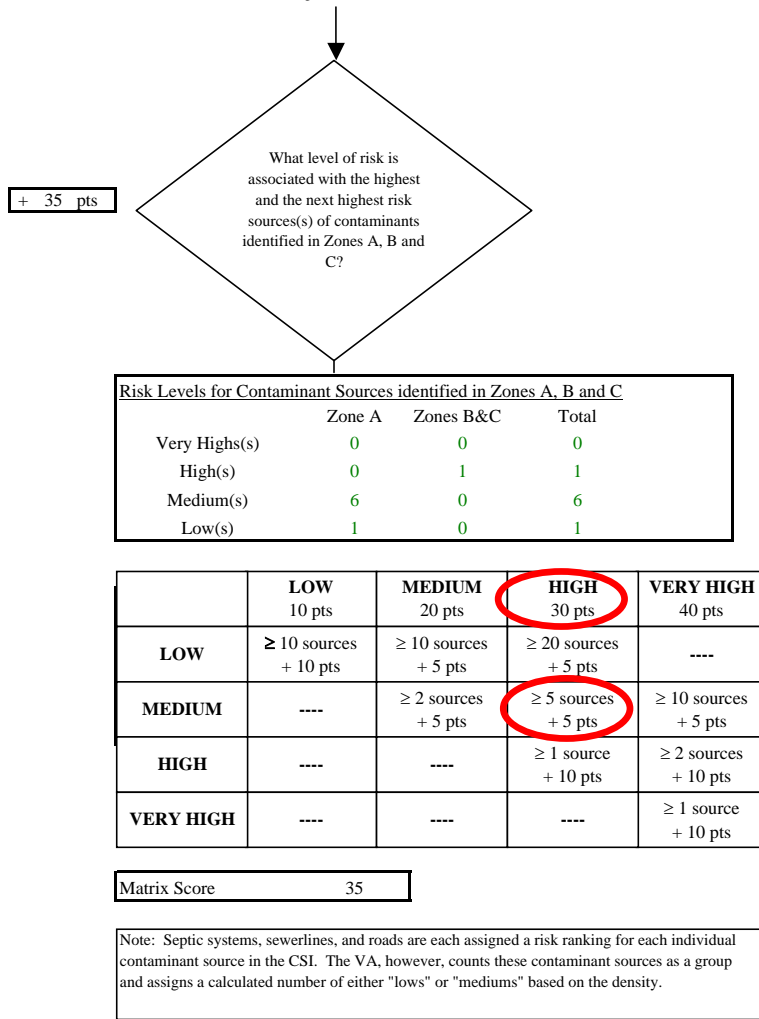 What level of risk is
associated with the highest
and the next highest risk
sources(s) of contaminants
identified in Zones A, B and
C?
+ 35 pts
Risk Levels for Contaminant Sources identified in Zones A, B and C
Zone A Zones B&C Total
Very Highs(s) 0 0 0
High(s) 0 1 1
Medium(s) 6 0 6
Low(s) 1 0 1
LOW MEDIUM HIGH VERY HIGH
10 pts 20 pts 30 pts 40 pts
LOW ≥ 10 sources ≥ 10 sources ≥ 20 sources ----
+ 10 pts + 5 pts + 5 pts
MEDIUM ---- ≥ 2 sources ≥ 5 sources ≥ 10 sources
+ 5 pts + 5 pts + 5 pts
HIGH ---- ---- ≥ 1 source ≥ 2 sources
+ 10 pts + 10 pts
VERY HIGH ---- ---- ---- ≥ 1 source
+ 10 pts
Matrix Score 35
Note: Septic systems, sewerlines, and roads are each assigned a risk ranking for each individual
contaminant source in the CSI. The VA, however, counts these contaminant sources as a group
and assigns a calculated number of either "lows" or "mediums" based on the density.